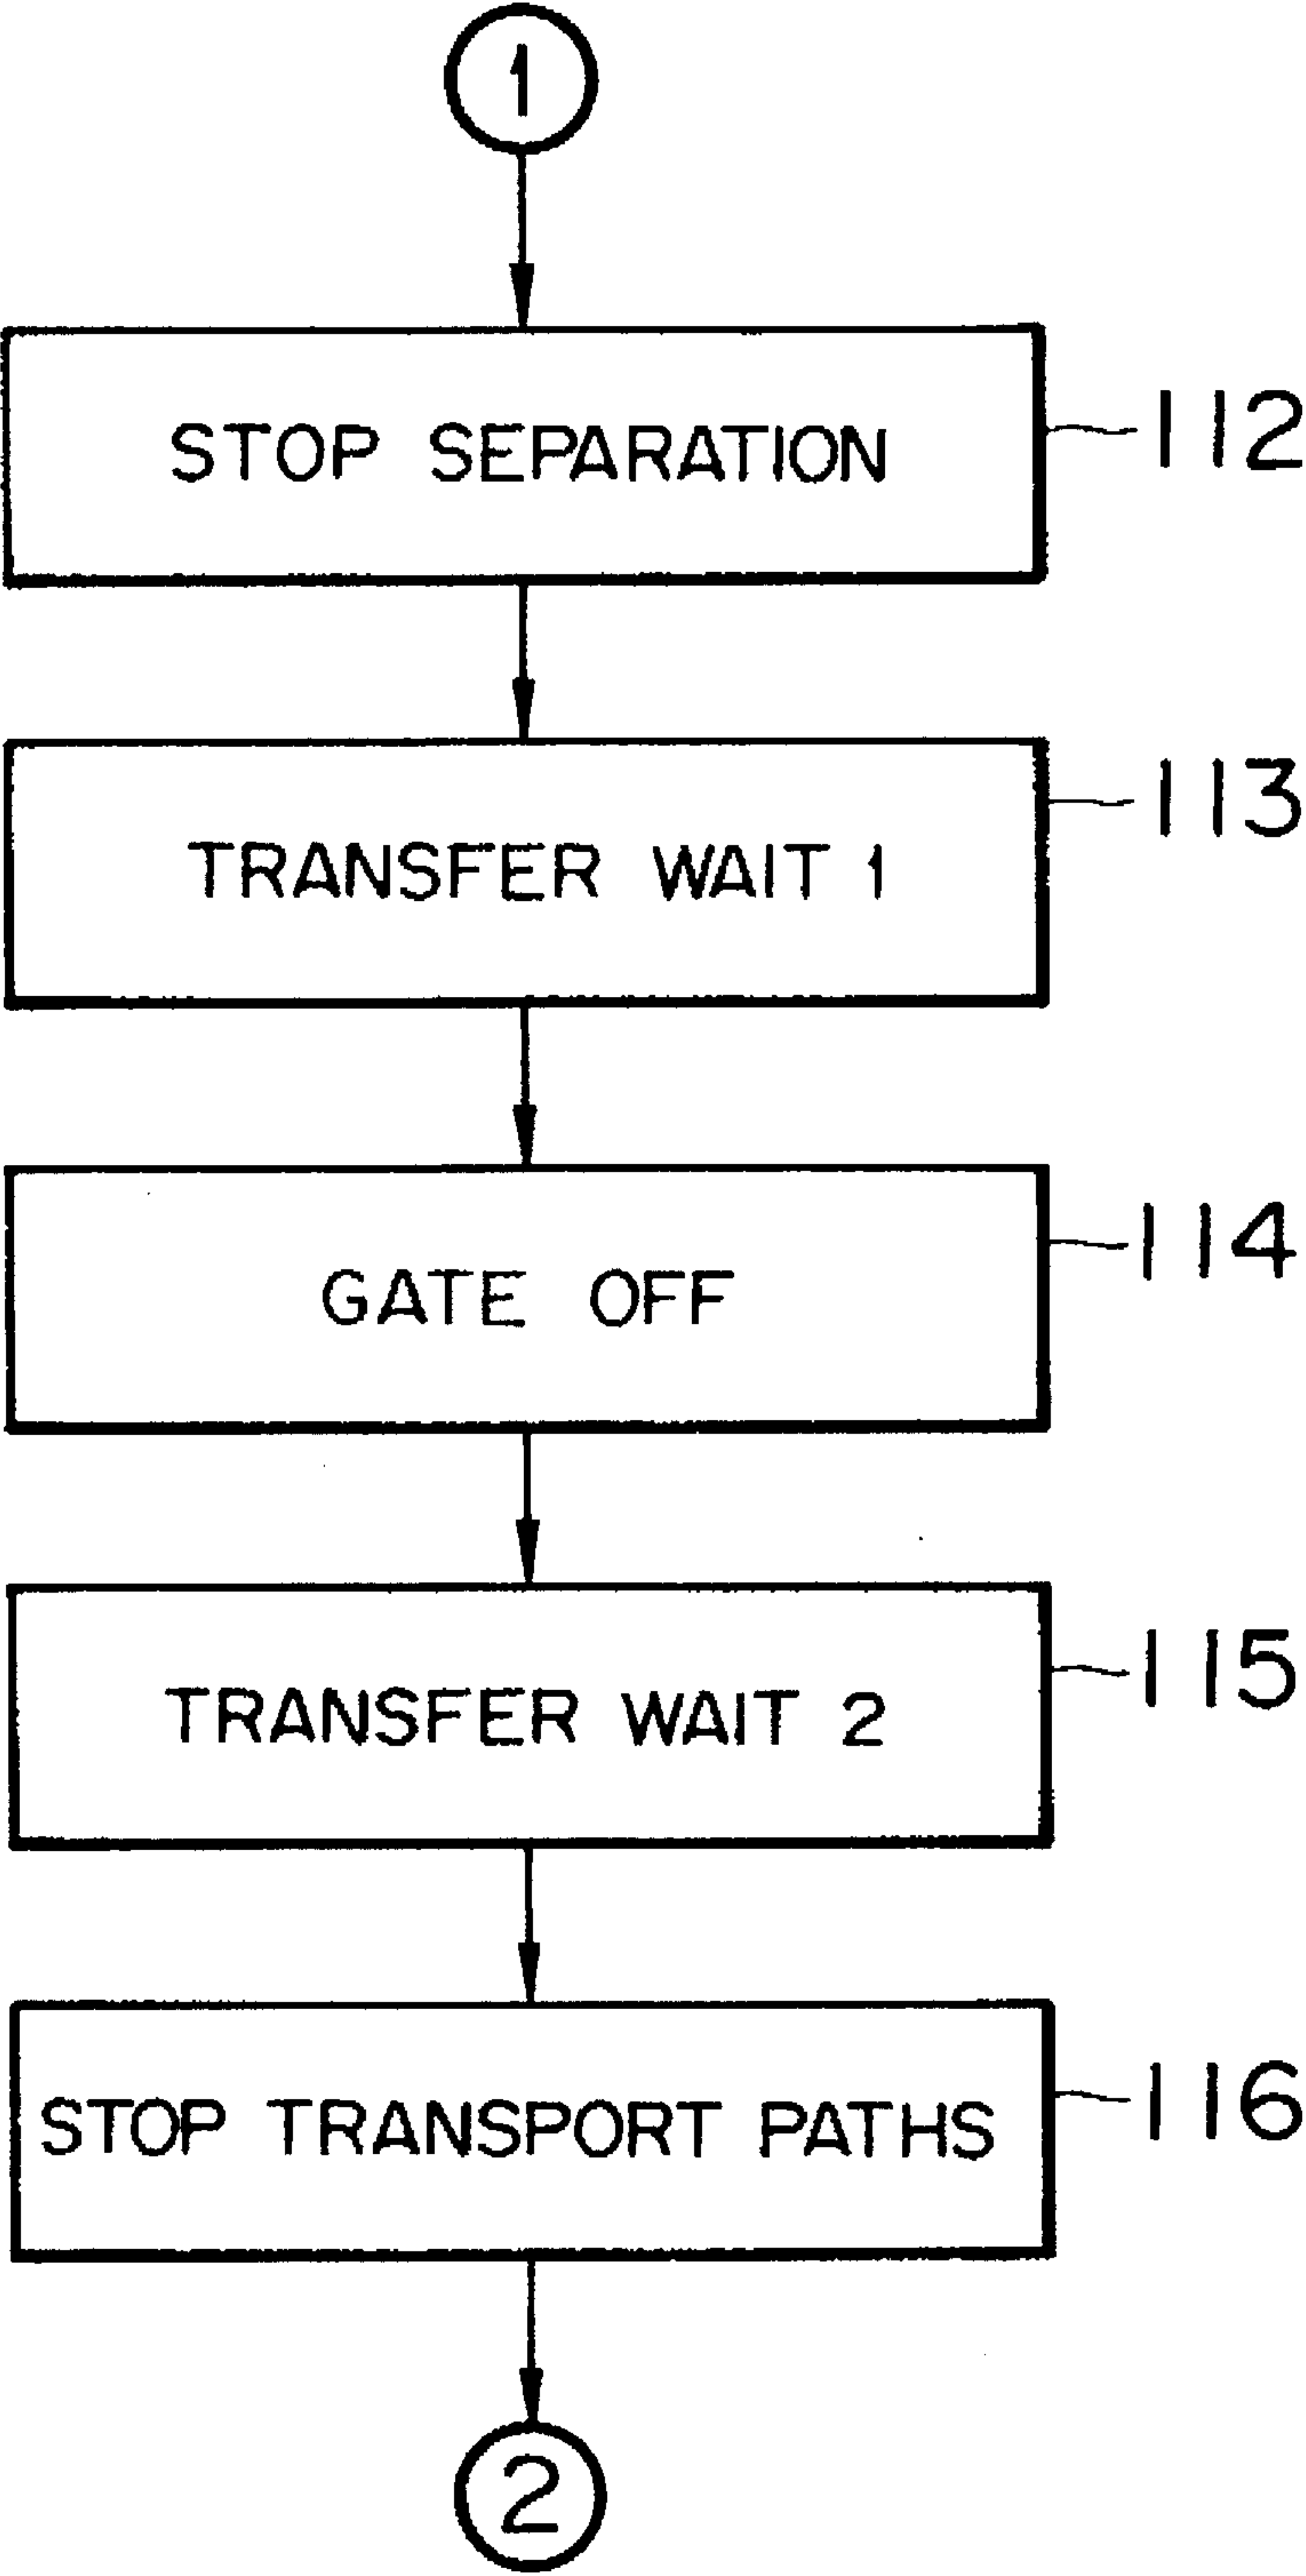 1
STOP SEPARATION
112
TRANSFER WAIT 1
113
GATE OFF
114
TRANSFER WAIT 2
115
STOP TRANSPORT PATHS
116
2